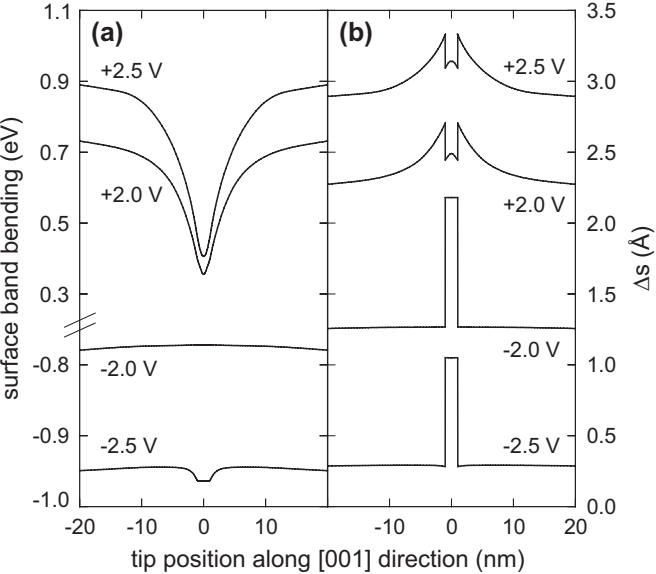 (a)
(b)
1.1
0.9
0.7
0.5
0.3
-0.8
-0.9
-1.0
surface band bending (eV)
+2.5 V
+2.0 V
-2.0 V
-2.5 V
+2.5 V
+2.0 V
-2.0 V
-2.5 V
3.5
3.0
2.5
2.0
1.5
1.0
0.5
0.0
Δs (Å)
-20 -10 0 10 -10 0 10 20
tip position along [001] direction (nm)